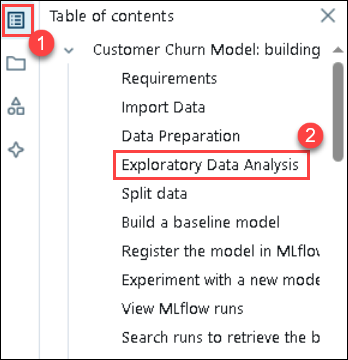 Table of contents
1
Customer Churn Model: building
Requirements
Import Data
Data Preparation
2
Exploratory Data Analysis
Split data
Build a baseline model
Register the model in MLflow
Experiment with a new mode
View MLflow runs
Search runs to retrieve the b